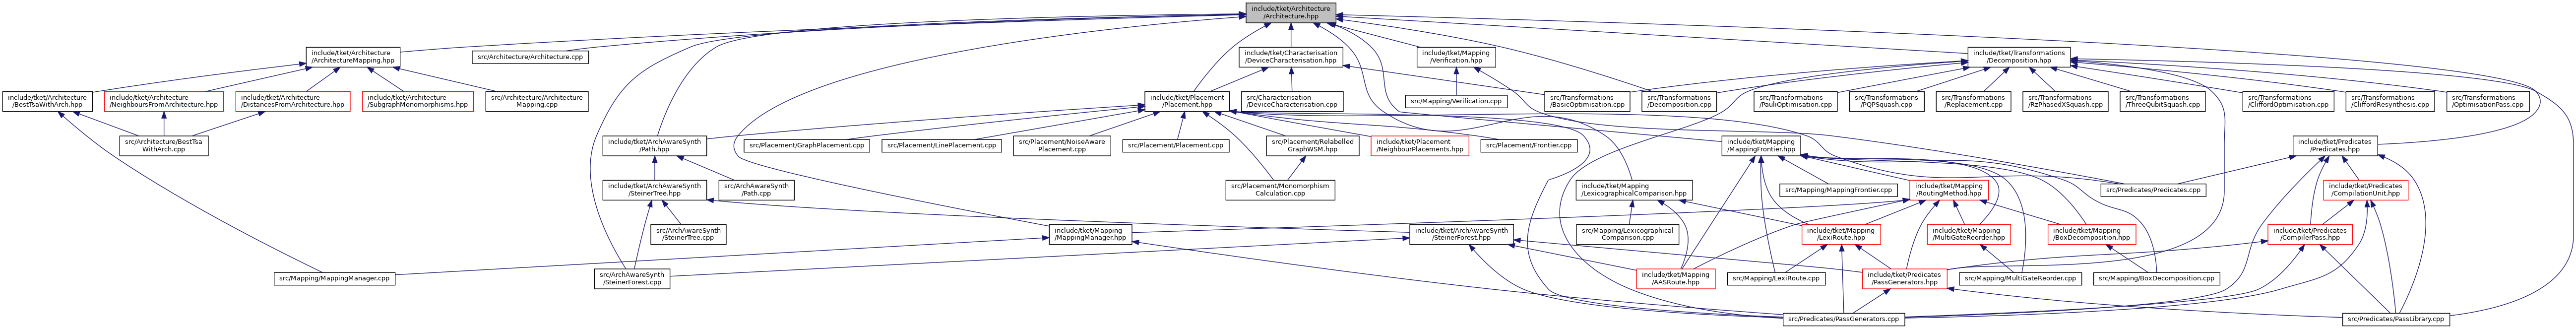 include/tket/Architecture
/Architecture.hpp
include/tket/Architecture
/ArchitectureMapping.hpp
src/Architecture/Architecture.cpp
include/tket/Characterisation
/DeviceCharacterisation.hpp
include/tket/Mapping
/Verification.hpp
include/tket/Transformations
/Decomposition.hpp
include/tket/Architecture
/BestTsaWithArch.hpp
include/tket/Architecture
/NeighboursFromArchitecture.hpp
include/tket/Architecture
/DistancesFromArchitecture.hpp
include/tket/Architecture
/SubgraphMonomorphisms.hpp
src/Architecture/Architecture
Mapping.cpp
include/tket/Placement
/Placement.hpp
src/Characterisation
/DeviceCharacterisation.cpp
src/Mapping/Verification.cpp
src/Transformations
/BasicOptimisation.cpp
src/Transformations
/Decomposition.cpp
src/Transformations
/PauliOptimisation.cpp
src/Transformations
/PQPSquash.cpp
src/Transformations
/Replacement.cpp
src/Transformations
/RzPhasedXSquash.cpp
src/Transformations
/ThreeQubitSquash.cpp
src/Transformations
/CliffordOptimisation.cpp
src/Transformations
/CliffordResynthesis.cpp
src/Transformations
/OptimisationPass.cpp
src/Architecture/BestTsa
WithArch.cpp
include/tket/ArchAwareSynth
/Path.hpp
src/Placement/GraphPlacement.cpp
src/Placement/LinePlacement.cpp
src/Placement/NoiseAware
Placement.cpp
src/Placement/Placement.cpp
src/Placement/Relabelled
GraphWSM.hpp
include/tket/Placement
/NeighbourPlacements.hpp
src/Placement/Frontier.cpp
include/tket/Mapping
/MappingFrontier.hpp
include/tket/Predicates
/Predicates.hpp
include/tket/ArchAwareSynth
/SteinerTree.hpp
src/ArchAwareSynth
/Path.cpp
src/Placement/Monomorphism
Calculation.cpp
include/tket/Mapping
/LexicographicalComparison.hpp
src/Mapping/MappingFrontier.cpp
include/tket/Mapping
/RoutingMethod.hpp
src/Predicates/Predicates.cpp
include/tket/Predicates
/CompilationUnit.hpp
src/ArchAwareSynth
/SteinerTree.cpp
include/tket/Mapping
/MappingManager.hpp
include/tket/ArchAwareSynth
/SteinerForest.hpp
src/Mapping/Lexicographical
Comparison.cpp
include/tket/Mapping
/LexiRoute.hpp
include/tket/Mapping
/MultiGateReorder.hpp
include/tket/Mapping
/BoxDecomposition.hpp
include/tket/Predicates
/CompilerPass.hpp
src/Mapping/MappingManager.cpp
src/ArchAwareSynth
/SteinerForest.cpp
include/tket/Mapping
/AASRoute.hpp
src/Mapping/LexiRoute.cpp
include/tket/Predicates
/PassGenerators.hpp
src/Mapping/MultiGateReorder.cpp
src/Mapping/BoxDecomposition.cpp
src/Predicates/PassGenerators.cpp
src/Predicates/PassLibrary.cpp